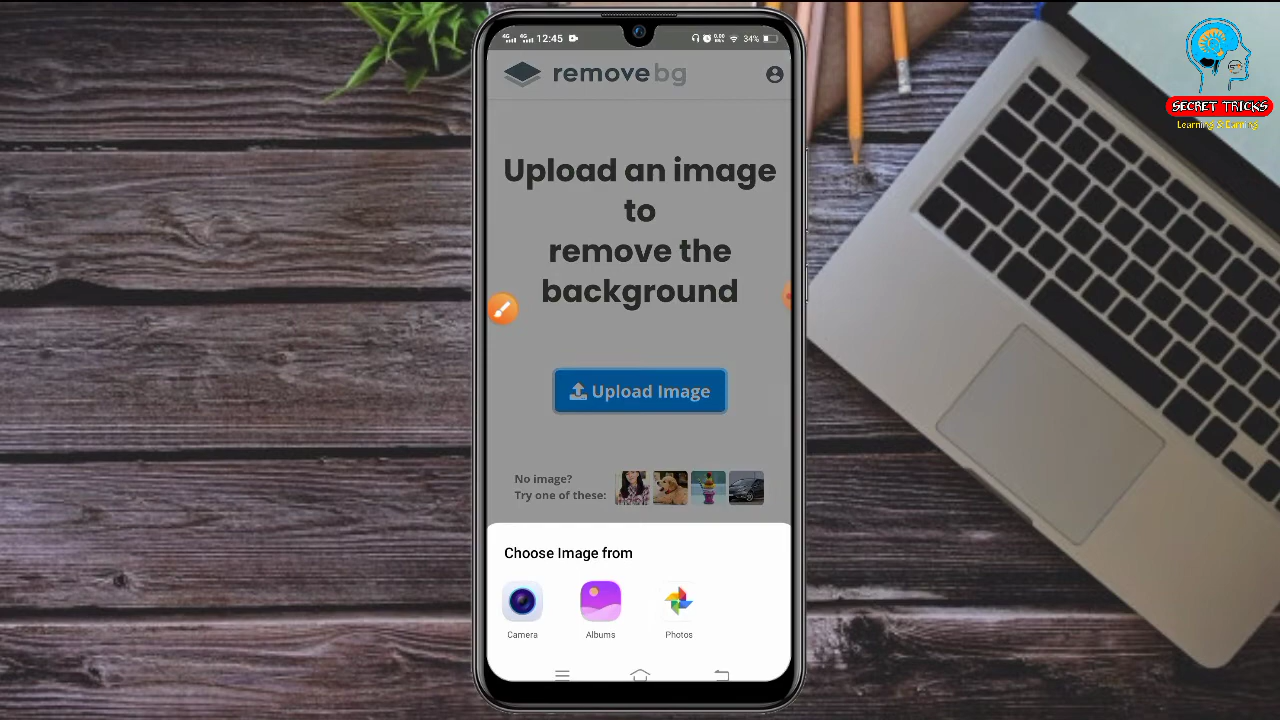 12:45
34%
remove bg
SECRET TRICKS
Learning & Earning
Upload an image
to
remove the
background
Upload Image
No image?
Try one of these:
Choose Image from
Camera
Albums
Photos